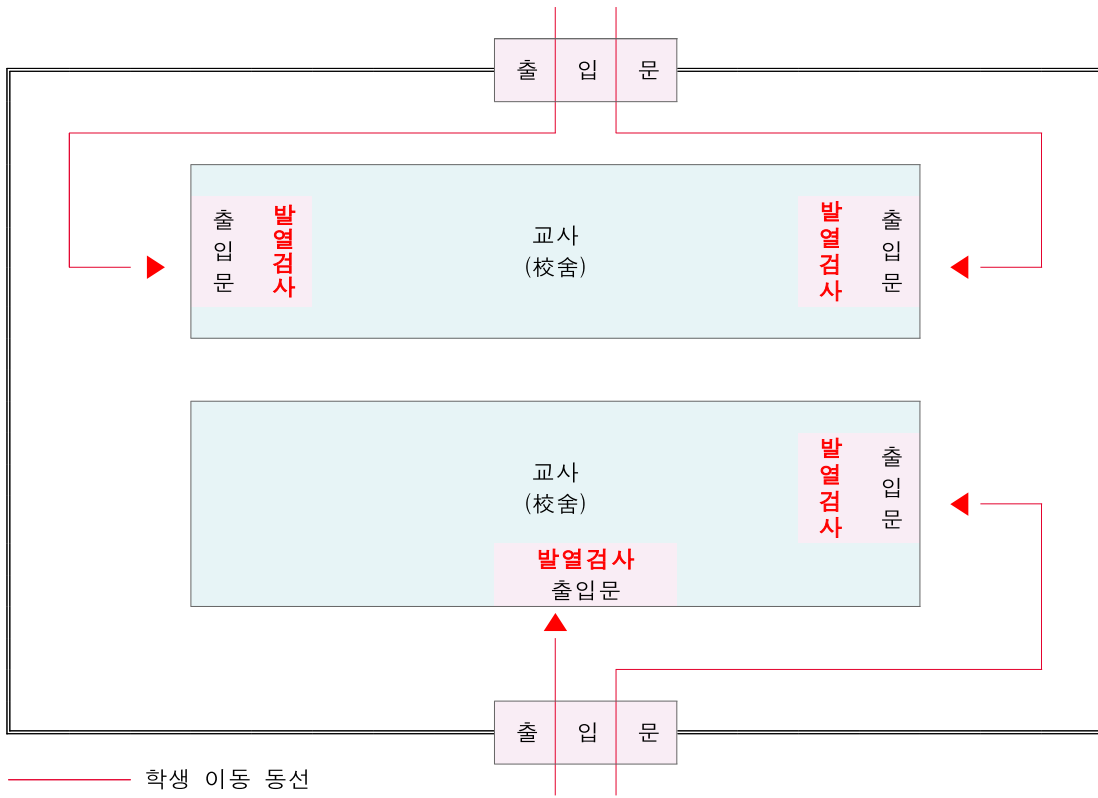 출 입 문
출입문
발열검사
교사
(校舍)
발열검사
출입문
교사
(校舍)
발열검사
출입문
발열검사
출입문
출 입 문
학생 이동 동선